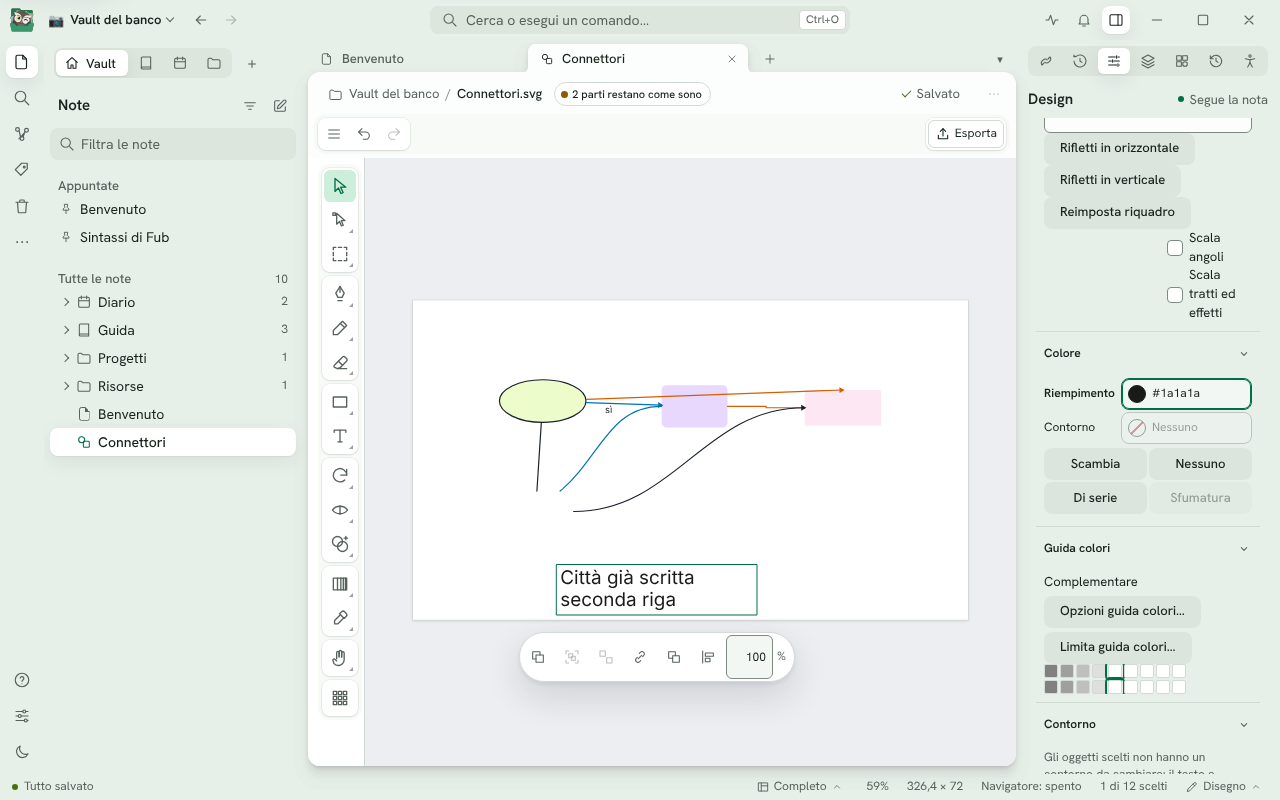 Vault del banco
Cerca o esegui un comando…
Ctrl+O
Vault
Benvenuto
Connettori
Note
Filtra le note
Appuntate
Benvenuto
Sintassi di Fub
Tutte le note
10
Diario
2
Guida
3
Progetti
1
Risorse
1
Benvenuto
Connettori
Vault del banco / Connettori.svg
2 parti restano come sono
Salvato
Esporta
sì
Città già scritta
seconda riga
100 %
Design
Segue la nota
Rifletti in orizzontale
Rifletti in verticale
Reimposta riquadro
Scala
angoli
Scala
tratti ed
effetti
Colore
Riempimento
#1a1a1a
Contorno
Nessuno
Scambia
Nessuno
Di serie
Sfumatura
Guida colori
Complementare
Opzioni guida colori…
Limita guida colori…
Contorno
Gli oggetti scelti non hanno un
Tutto salvato
Completo
59%
326,4 × 72
Navigatore: spento
1 di 12 scelti
Disegno